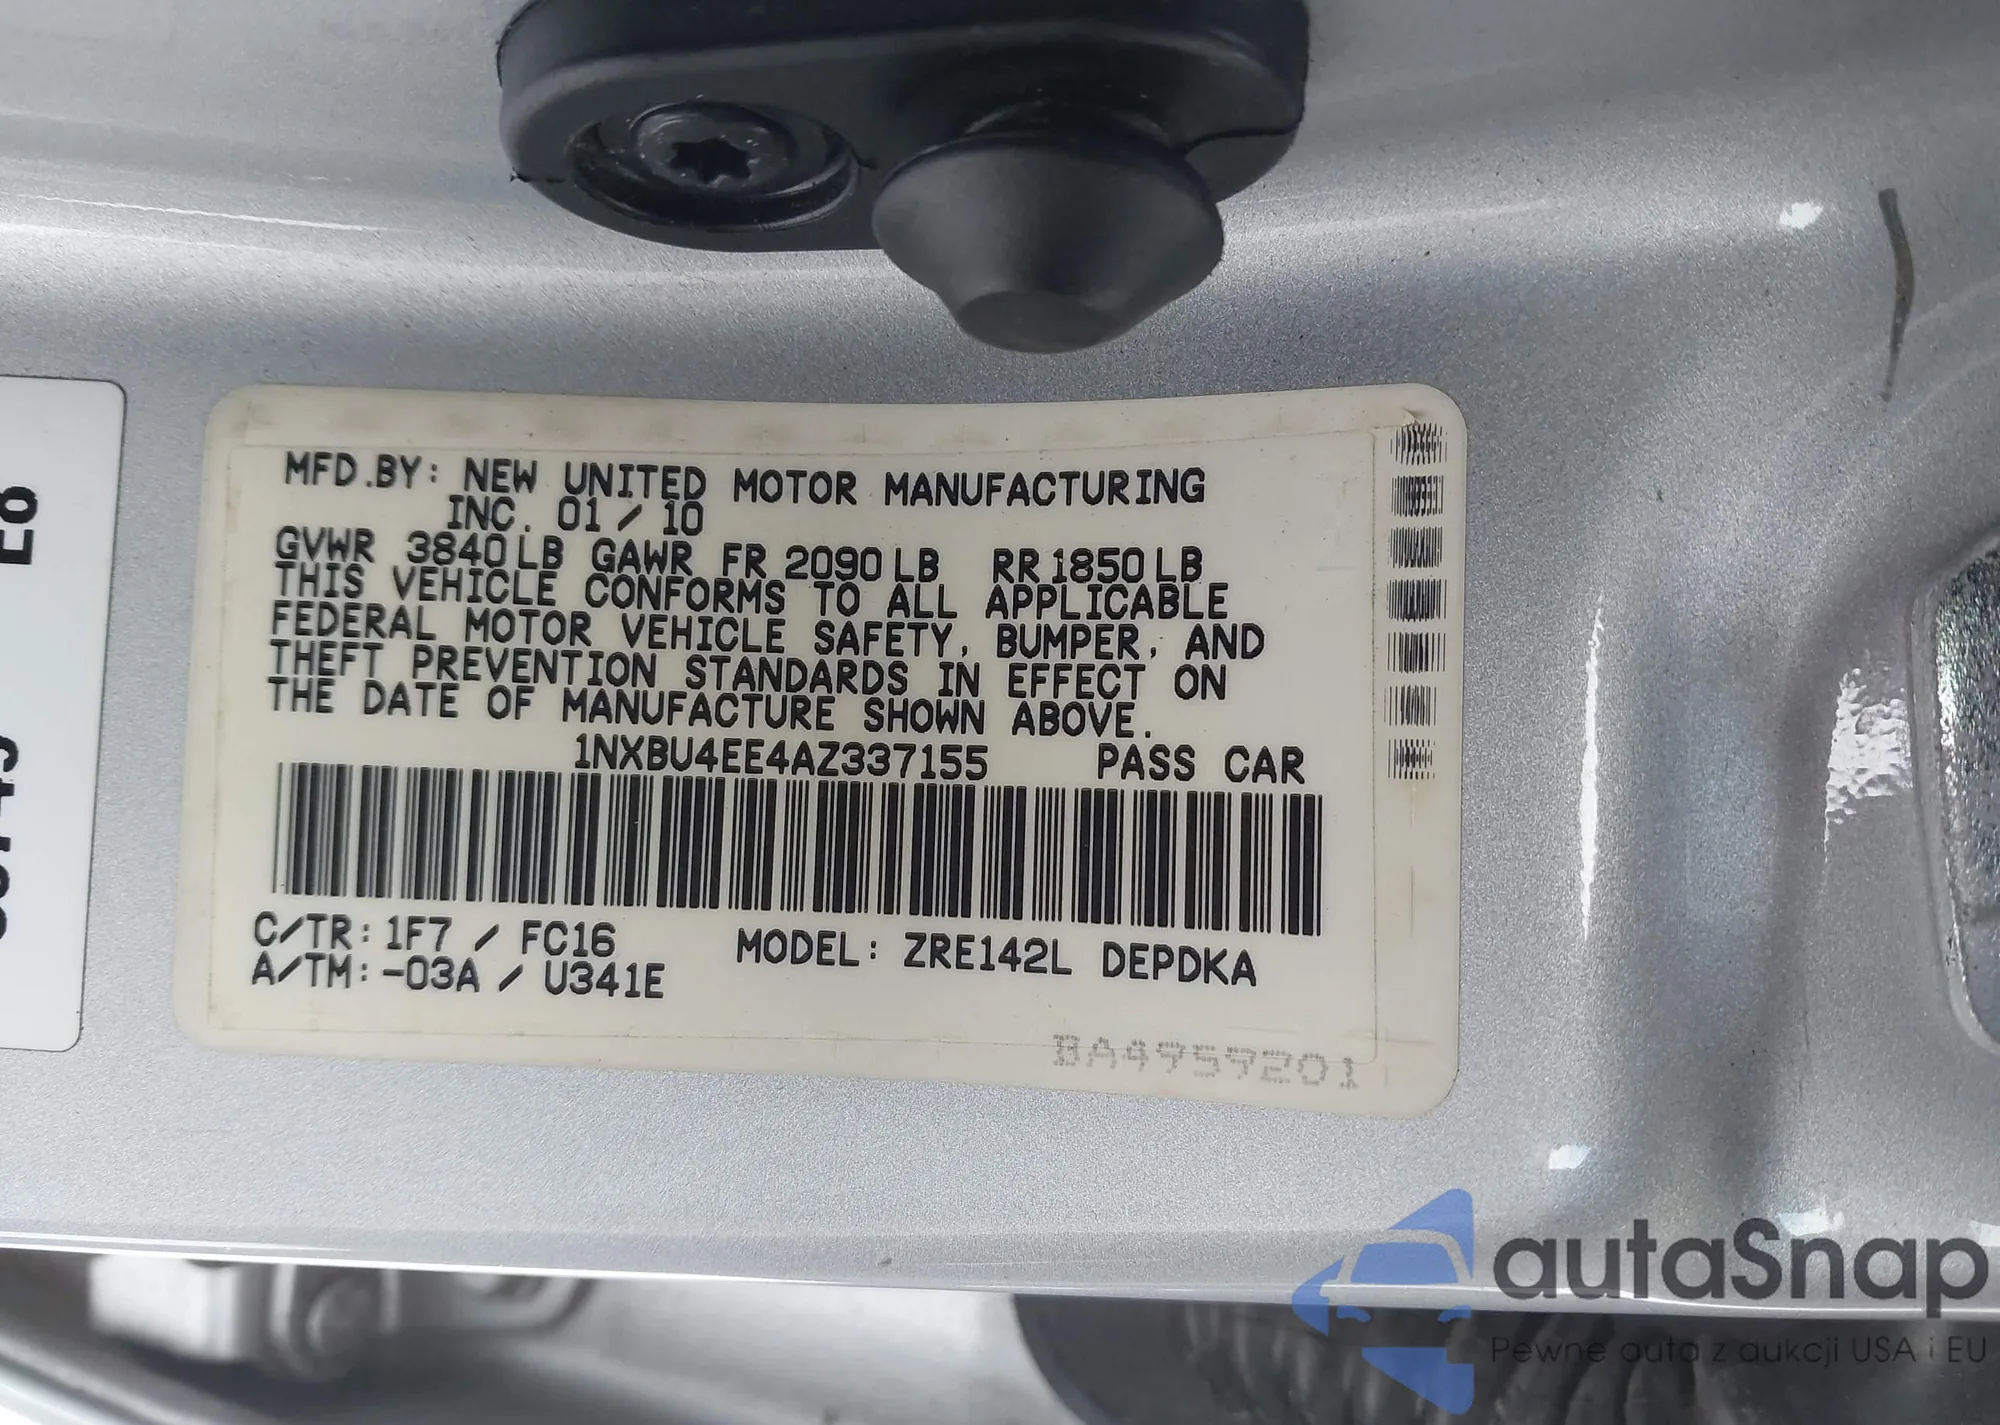 MFD.BY: NEW UNITED MOTOR MANUFACTURING
INC. 01/10
GVWR 3840LB GAWR FR 2090LB RR 1850LB
THIS VEHICLE CONFORMS TO ALL APPLICABLE
FEDERAL MOTOR VEHICLE SAFETY, BUMPER, AND
THEFT PREVENTION STANDARDS IN EFFECT ON
THE DATE OF MANUFACTURE SHOWN ABOVE.
1NXBU4EE4AZ337155 PASS CAR
C/TR: 1F7 / FC16
A/TM: -03A / U341E
MODEL: ZRE142L DEPDKA
BA4959201
autaSnap
Pewne auta z aukcji USA i EU